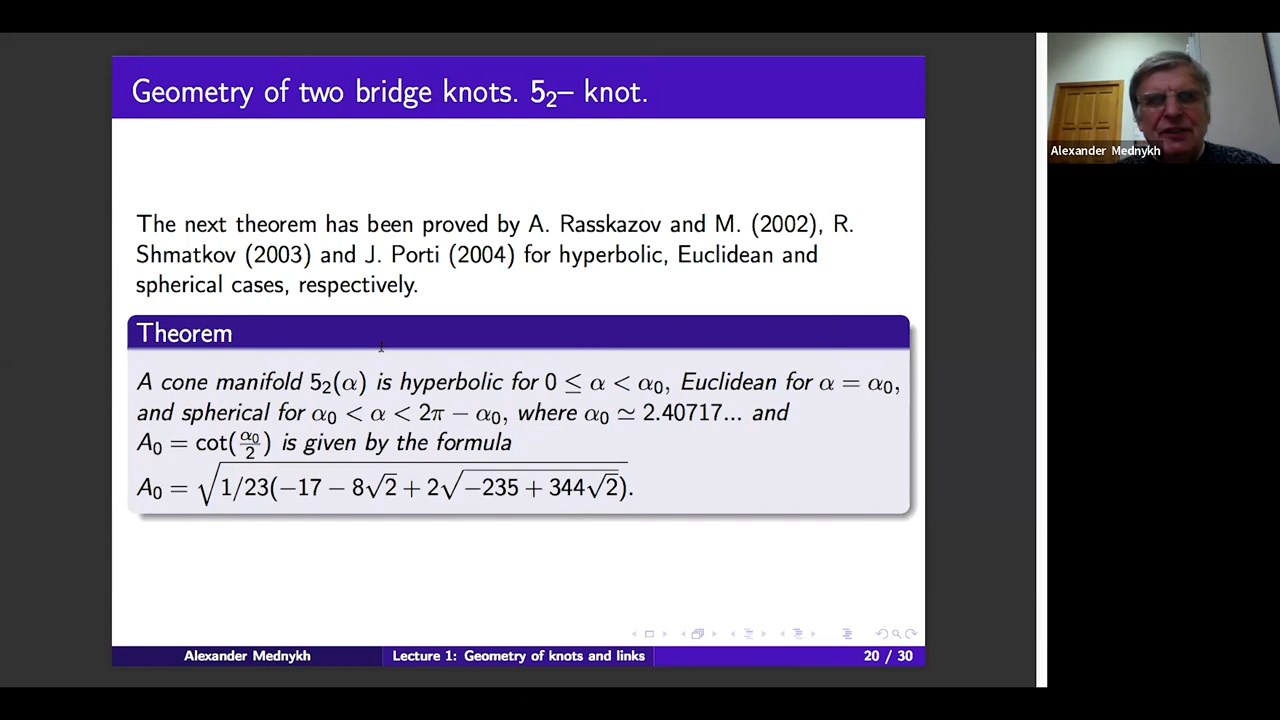 Geometry of two bridge knots. 5₂– knot.
Alexander Mednykh
The next theorem has been proved by A. Rasskazov and M. (2002), R.
Shmatkov (2003) and J. Porti (2004) for hyperbolic, Euclidean and
spherical cases, respectively.
Theorem
A cone manifold 5₂(α) is hyperbolic for 0 ≤ α < α₀, Euclidean for α = α₀,
and spherical for α₀ < α < 2π − α₀, where α₀ ≃ 2.40717... and
A₀ = cot(α₀/2) is given by the formula
A₀ = √(1/23(−17 − 8√2 + 2√(−235 + 344√2))).
Alexander Mednykh
Lecture 1: Geometry of knots and links
20 / 30